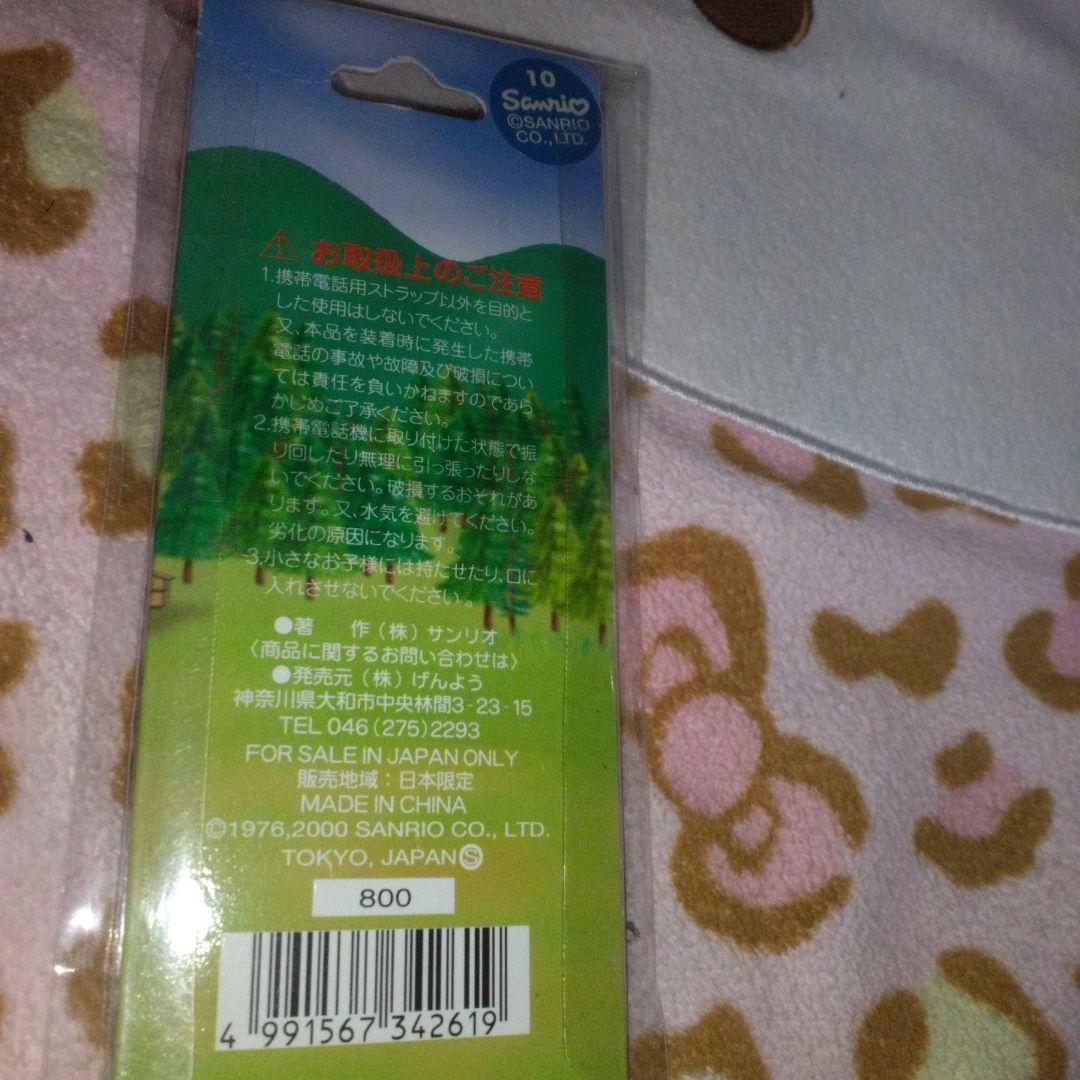 10
Sanrio
©SANRIO
CO.,LTD.
お取扱上のご注意
1.携帯電話用ストラップ以外を目的と
した使用はしないでください。
又、本品を装着時に発生した携帯
電話の事故や故障及び破損につい
ては責任を負いかねますのであら
かじめご了承ください。
2.携帯電話機に取り付けた状態で振
り回したり無理に引っ張ったりしな
いでください。破損するおそれがあ
ります。又、水気を避けてください。
劣化の原因になります。
3.小さなお子様には持たせたり、口に
入れさせないでください。
●著　作（株）サンリオ
〈商品に関するお問い合わせは〉
●発売元（株）げんよう
神奈川県大和市中央林間3-23-15
TEL 046(275)2293
FOR SALE IN JAPAN ONLY
販売地域：日本限定
MADE IN CHINA
©1976,2000 SANRIO CO., LTD.
TOKYO, JAPAN Ⓢ
800
4 991567 342619